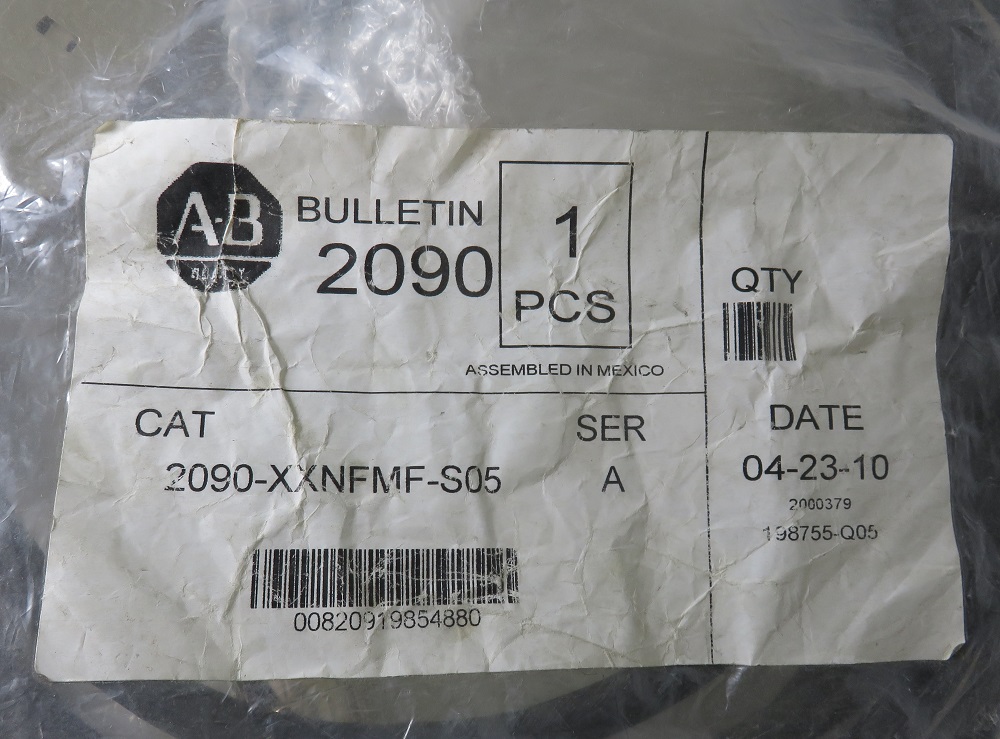 A-B
QUALITY
BULLETIN
2090
1
PCS
ASSEMBLED IN MEXICO
QTY
CAT
2090-XXNFMF-S05
SER
A
DATE
04-23-10
2000379
198755-Q05
00820919854880